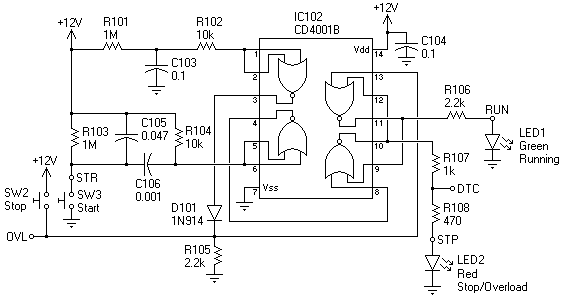 +12V
R101
1M
R102
10k
C103
0.1
IC102
CD4001B
+12V
Vdd
C104
0.1
1
2
3
4
5
6
7
Vss
14
13
12
11
10
9
8
R103
1M
C105
0.047
R104
10k
C106
0.001
+12V
SW2
Stop
STR
SW3
Start
OVL
D101
1N914
R105
2.2k
R106
2.2k
RUN
LED1
Green
Running
R107
1k
DTC
R108
470
STP
LED2
Red
Stop/Overload